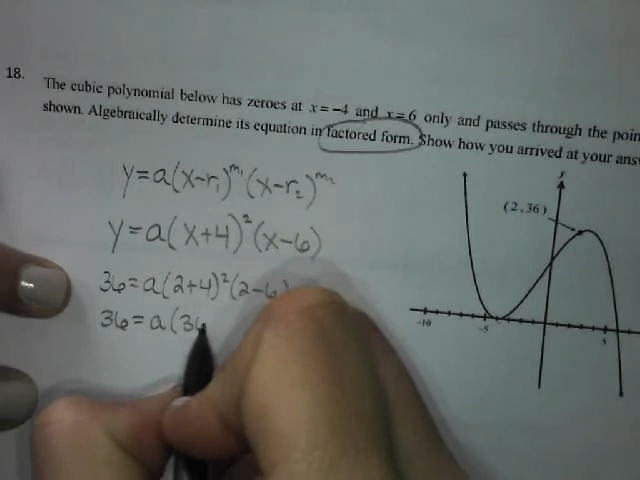 18.
The cubic polynomial below has zeroes at x = -4 and x = 6 only and passes through the poin
shown. Algebraically determine its equation in factored form. Show how you arrived at your answ
y = a(x-r₁)^m₁ (x-r₂)^m₂
y = a(x+4)²(x-6)
36 = a(2+4)²(2-6)
36 = a(36
y
(2,36)
-10
-5
5